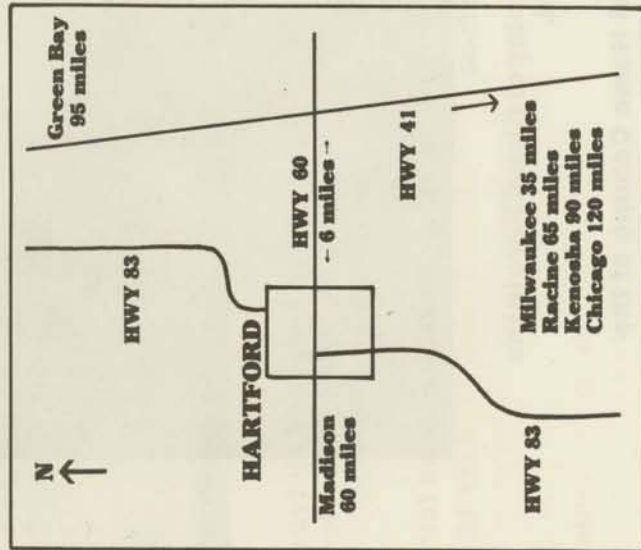 N
Green Bay
95 miles
HWY 83
HARTFORD
HWY 60
← 6 miles →
Madison
60 miles
HWY 41
HWY 83
Milwaukee 35 miles
Racine 65 miles
Kenosha 90 miles
Chicago 120 miles